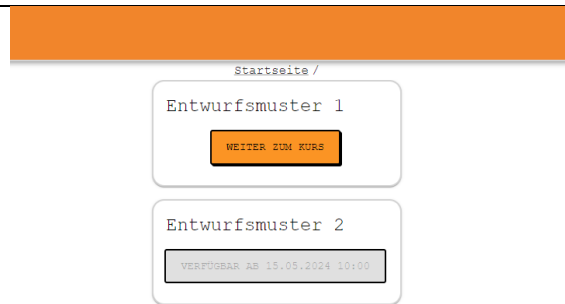 Startseite /
Entwurfsmuster 1
WEITER ZUM KURS
Entwurfsmuster 2
VERFÜGBAR AB 15.05.2024 10:00